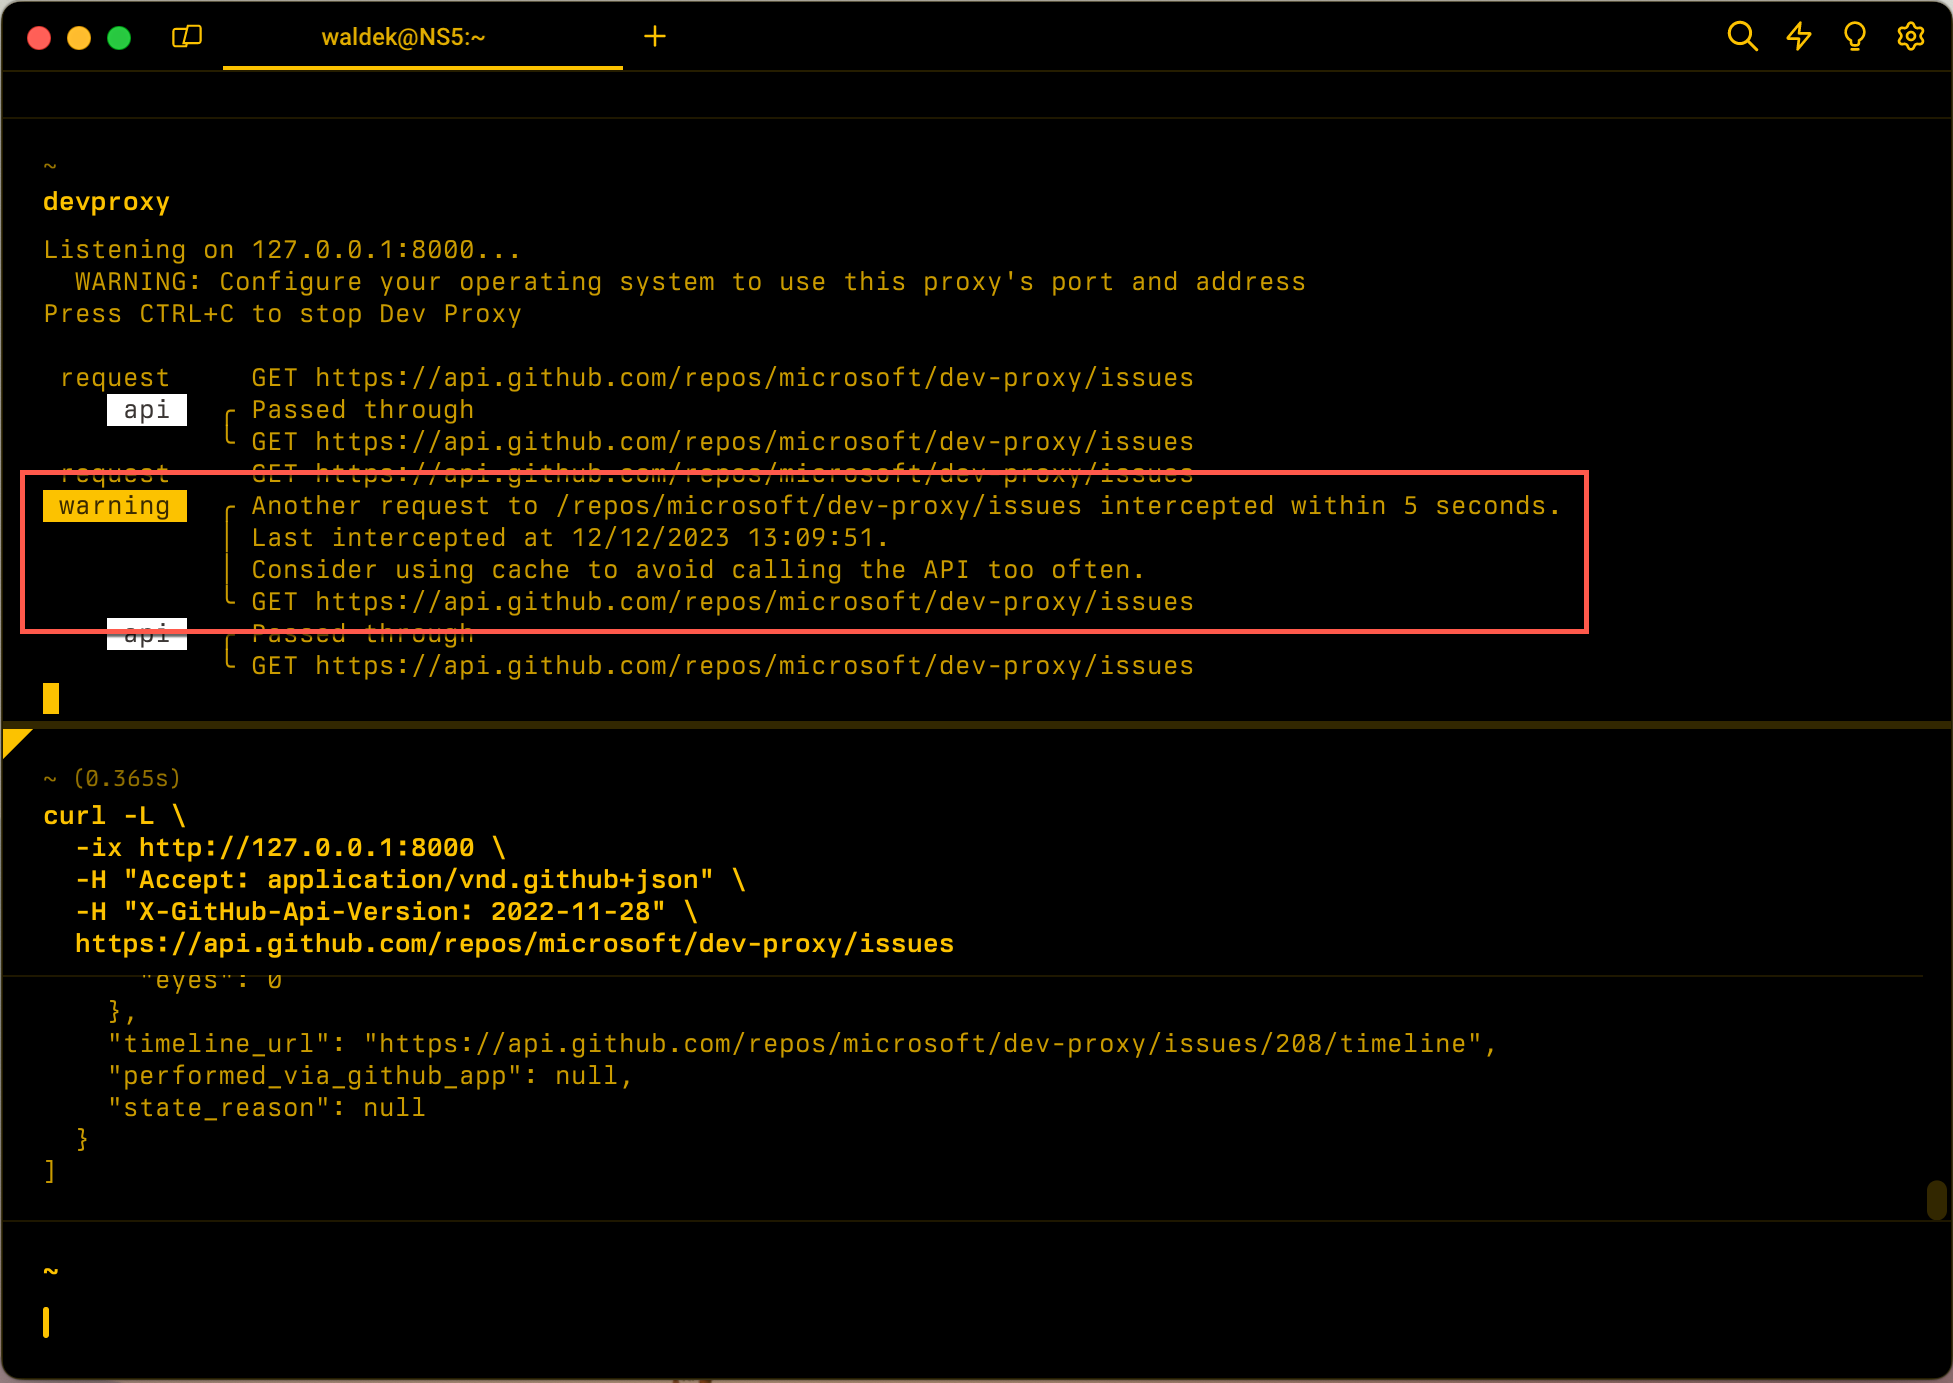 waldek@NS5:~
~
devproxy
Listening on 127.0.0.1:8000...
WARNING: Configure your operating system to use this proxy's port and address
Press CTRL+C to stop Dev Proxy
request GET https://api.github.com/repos/microsoft/dev-proxy/issues
api Passed through
GET https://api.github.com/repos/microsoft/dev-proxy/issues
request GET https://api.github.com/repos/microsoft/dev-proxy/issues
warning Another request to /repos/microsoft/dev-proxy/issues intercepted within 5 seconds.
Last intercepted at 12/12/2023 13:09:51.
Consider using cache to avoid calling the API too often.
GET https://api.github.com/repos/microsoft/dev-proxy/issues
api Passed through
GET https://api.github.com/repos/microsoft/dev-proxy/issues
~ (0.365s)
curl -L \
-ix http://127.0.0.1:8000 \
-H "Accept: application/vnd.github+json" \
-H "X-GitHub-Api-Version: 2022-11-28" \
https://api.github.com/repos/microsoft/dev-proxy/issues
"eyes": 0
},
"timeline_url": "https://api.github.com/repos/microsoft/dev-proxy/issues/208/timeline",
"performed_via_github_app": null,
"state_reason": null
}
]
~